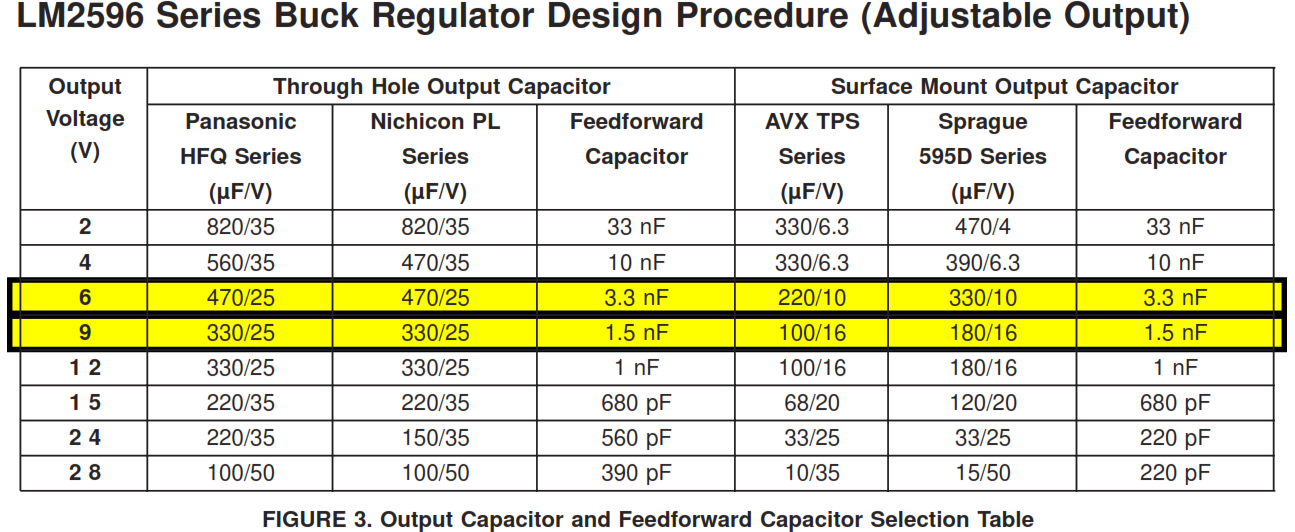 LM2596 Series Buck Regulator Design Procedure (Adjustable Output)
Output Voltage (V) Through Hole Output Capacitor Surface Mount Output Capacitor
Panasonic HFQ Series (µF/V) Nichicon PL Series (µF/V) Feedforward Capacitor AVX TPS Series (µF/V) Sprague 595D Series (µF/V) Feedforward Capacitor
2 820/35 820/35 33 nF 330/6.3 470/4 33 nF
4 560/35 470/35 10 nF 330/6.3 390/6.3 10 nF
6 470/25 470/25 3.3 nF 220/10 330/10 3.3 nF
9 330/25 330/25 1.5 nF 100/16 180/16 1.5 nF
1 2 330/25 330/25 1 nF 100/16 180/16 1 nF
1 5 220/35 220/35 680 pF 68/20 120/20 680 pF
2 4 220/35 150/35 560 pF 33/25 33/25 220 pF
2 8 100/50 100/50 390 pF 10/35 15/50 220 pF
FIGURE 3. Output Capacitor and Feedforward Capacitor Selection Table